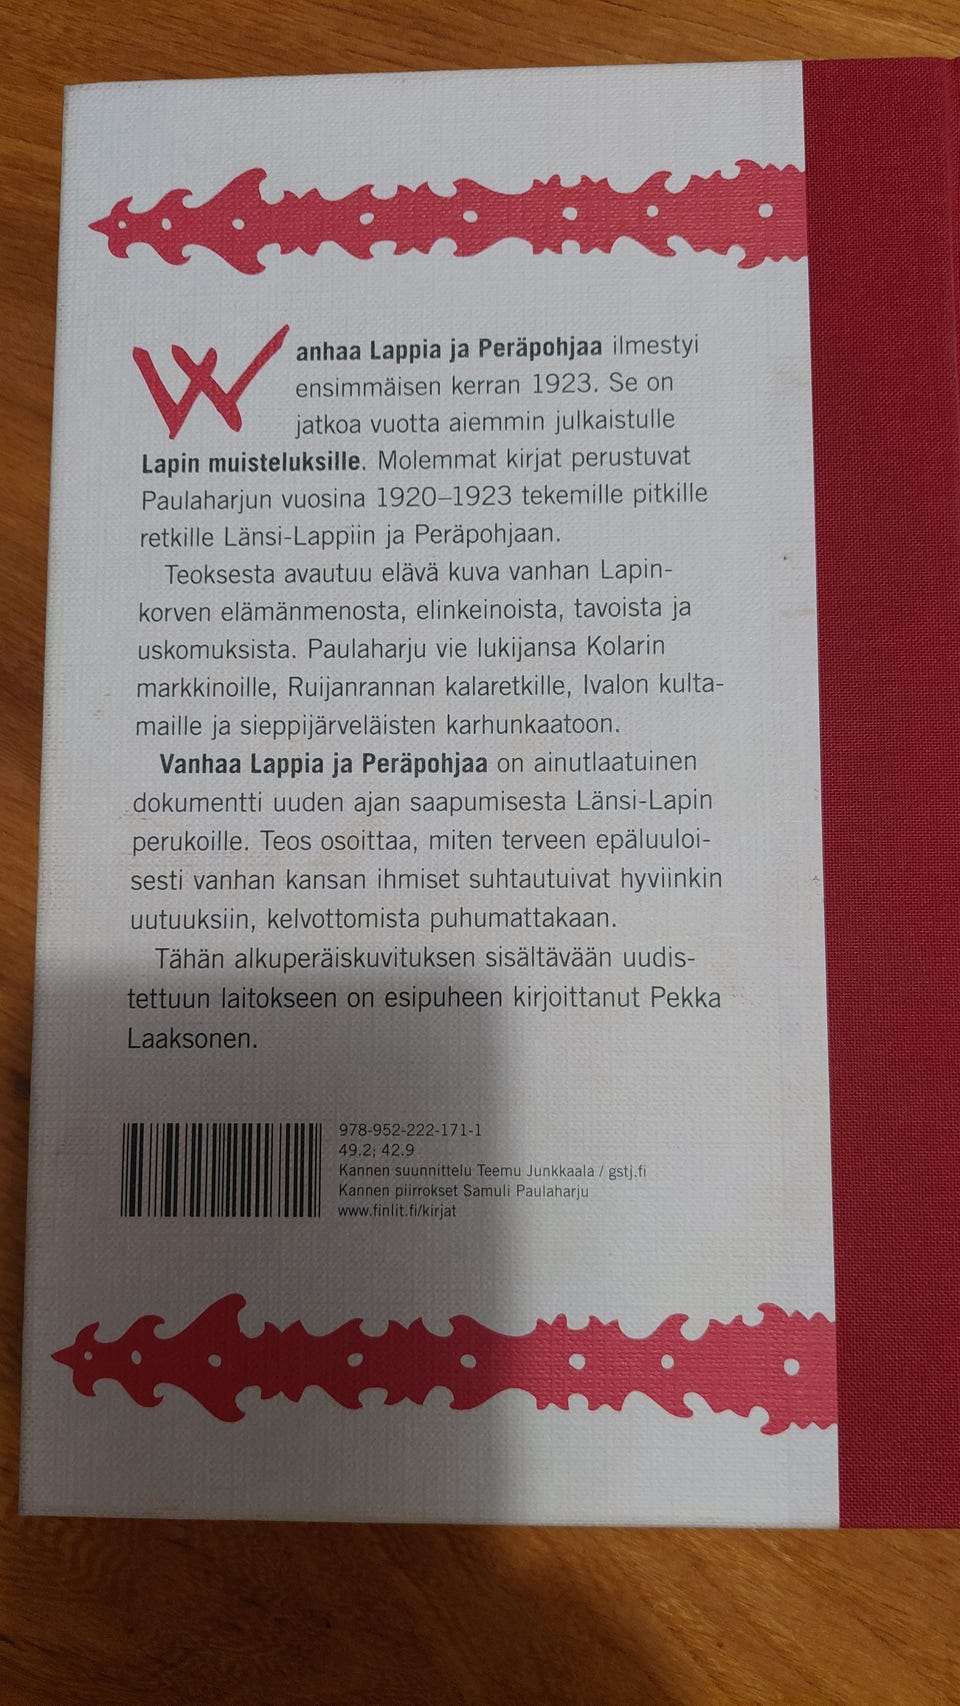 Wanhaa Lappia ja Peräpohjaa ilmestyi
ensimmäisen kerran 1923. Se on
jatkoa vuotta aiemmin julkaistulle
Lapin muisteluksille. Molemmat kirjat perustuvat
Paulaharjun vuosina 1920–1923 tekemille pitkille
retkille Länsi-Lappiin ja Peräpohjaan.
Teoksesta avautuu elävä kuva vanhan Lapin-
korven elämänmenosta, elinkeinoista, tavoista ja
uskomuksista. Paulaharju vie lukijansa Kolarin
markkinoille, Ruijanrannan kalaretkille, Ivalon kulta-
maille ja sieppijärveläisten karhunkaatoon.
Vanhaa Lappia ja Peräpohjaa on ainutlaatuinen
dokumentti uuden ajan saapumisesta Länsi-Lapin
perukoille. Teos osoittaa, miten terveen epäluuloi-
sesti vanhan kansan ihmiset suhtautuivat hyviinkin
uutuuksiin, kelvottomista puhumattakaan.
Tähän alkuperäiskuvituksen sisältävään uudis-
tettuun laitokseen on esipuheen kirjoittanut Pekka
Laaksonen.
978-952-222-171-1
49.2; 42.9
Kannen suunnittelu Teemu Junkkaala / gstj.fi
Kannen piirrokset Samuli Paulaharju
www.finlit.fi/kirjat